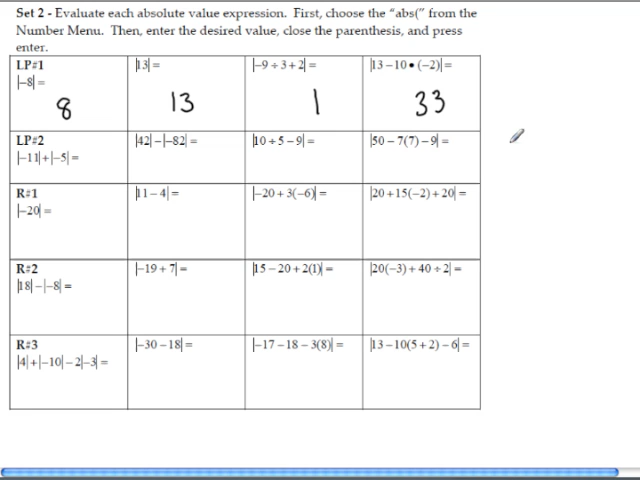 Set 2 - Evaluate each absolute value expression. First, choose the “abs(” from the
Number Menu. Then, enter the desired value, close the parenthesis, and press
enter.
LP#1
|−8| =
8
|13| =
13
|−9 ÷ 3 + 2| =
1
|13 − 10 • (−2)| =
33
LP#2
|−11| + |−5| =
|42| − |−82| =
|10 ÷ 5 − 9| =
|50 − 7(7) − 9| =
R#1
|−20| =
|11 − 4| =
|−20 + 3(−6)| =
|20 + 15(−2) + 20| =
R#2
|18| − |−8| =
|−19 + 7| =
|15 − 20 + 2(1)| =
|20(−3) + 40 ÷ 2| =
R#3
|4| + |−10| − 2|−3| =
|−30 − 18| =
|−17 − 18 − 3(8)| =
|13 − 10(5 + 2) − 6| =